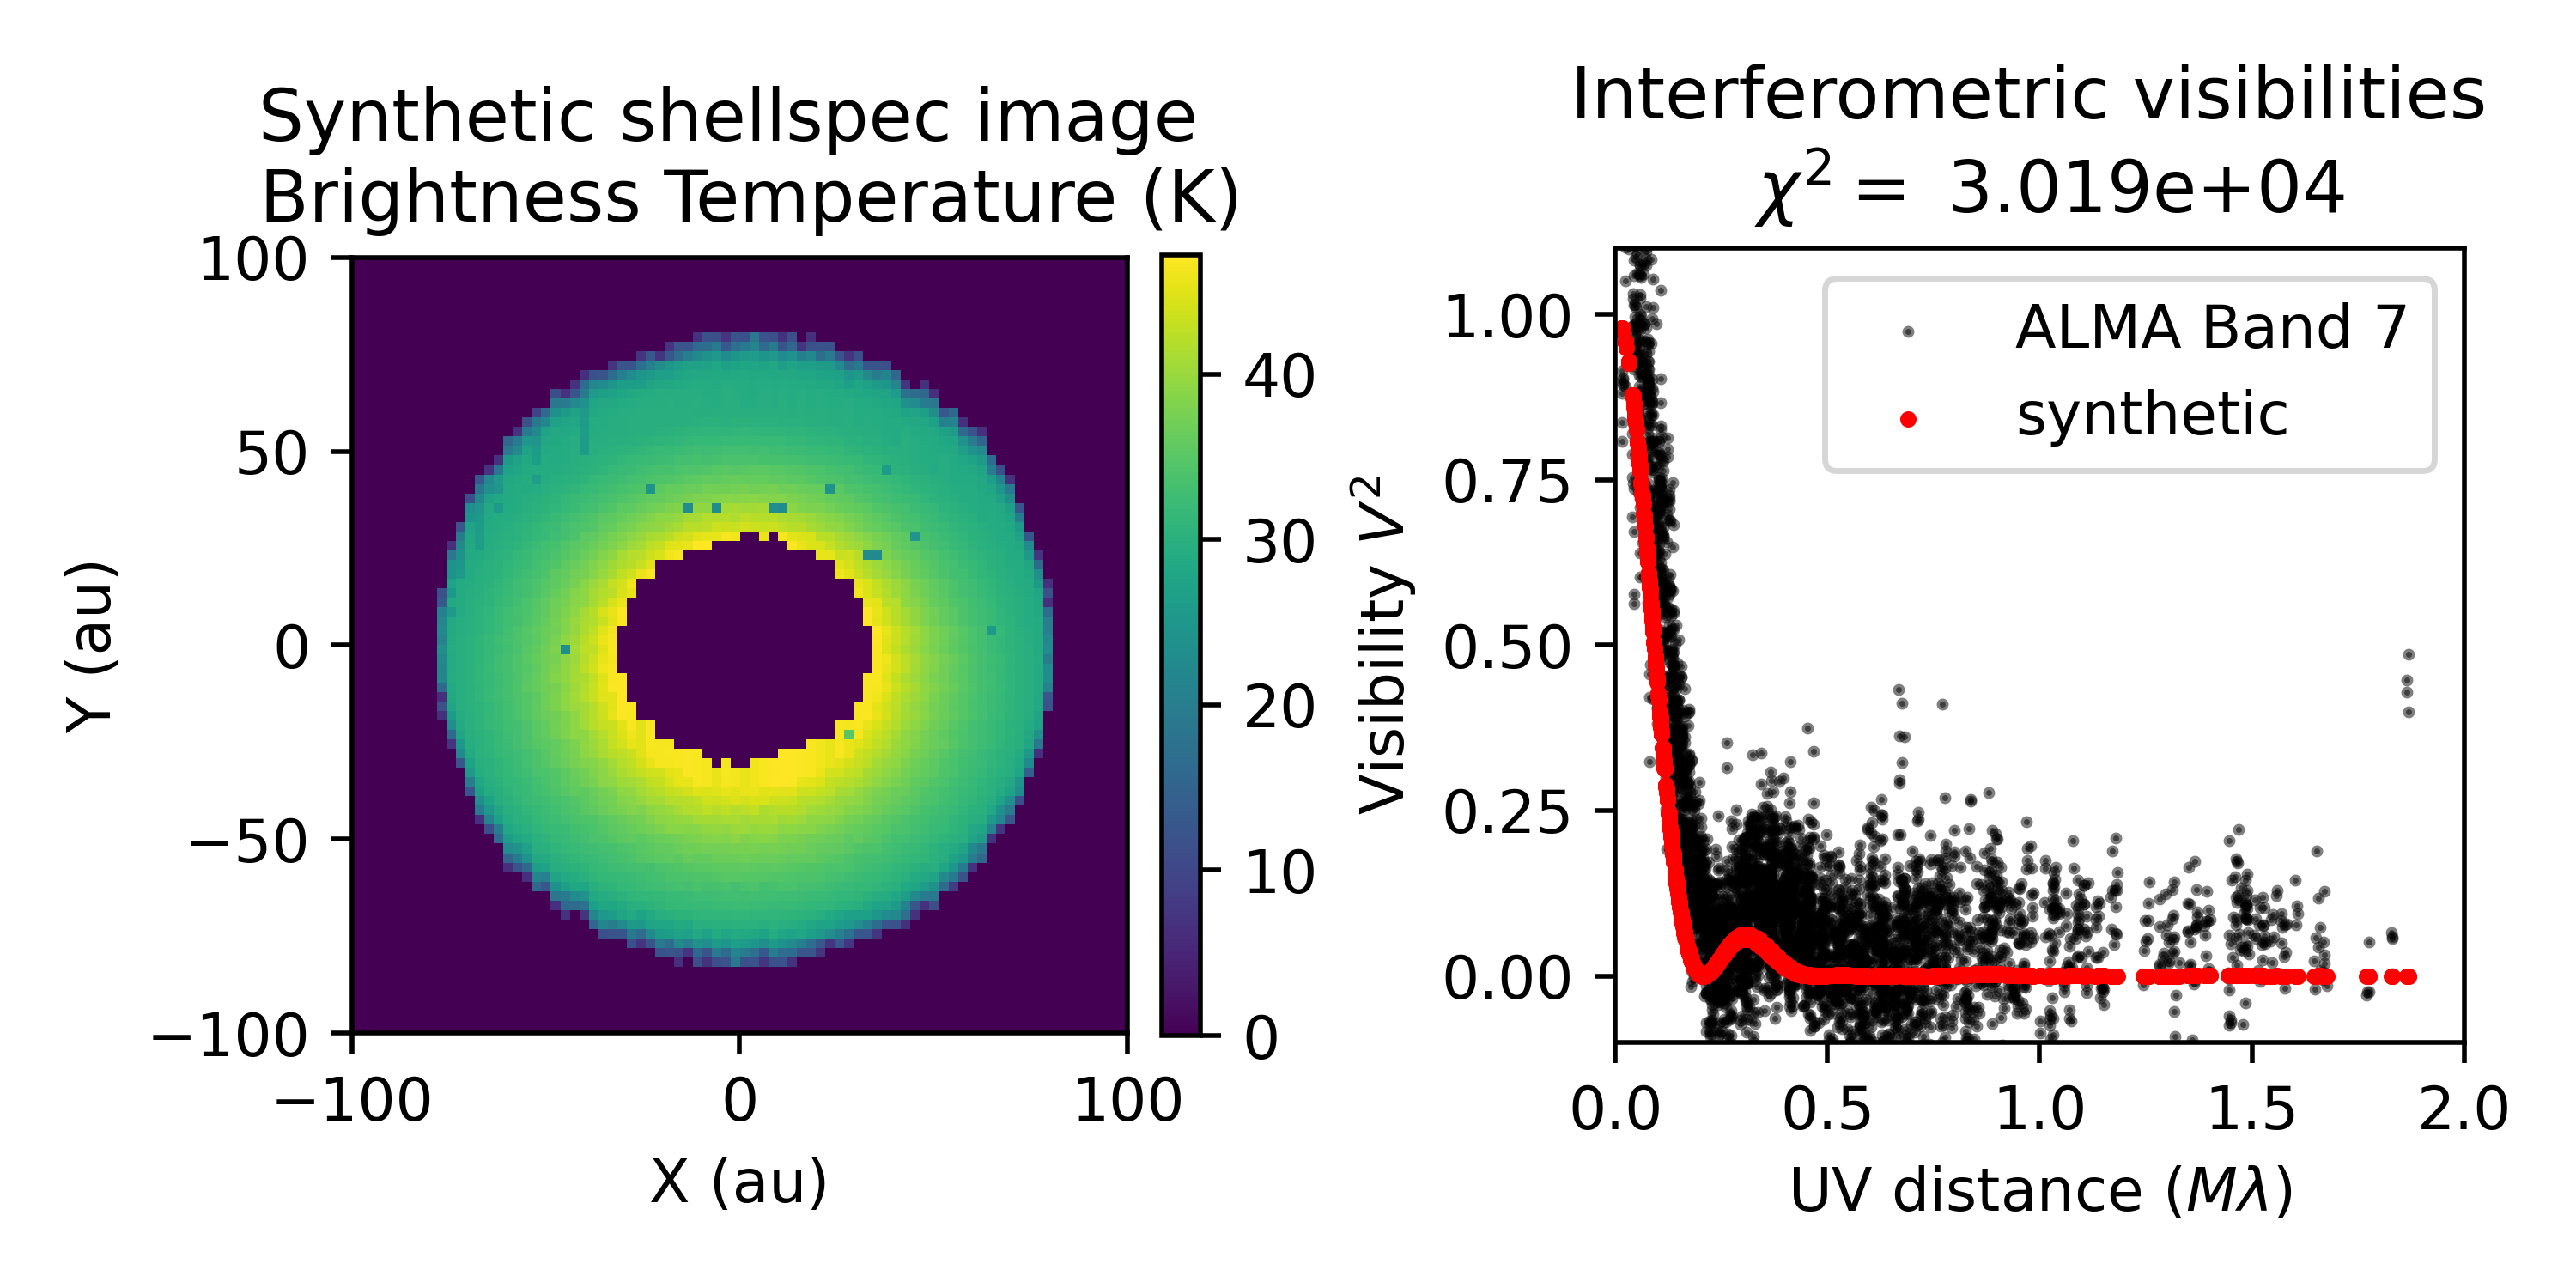 Synthetic shellspec image
Brightness Temperature (K)
100
50
0
−50
−100
Y (au)
−100 0 100
X (au)
40
30
20
10
0
Interferometric visibilities
χ² = 3.019e+04
ALMA Band 7
synthetic
1.00
0.75
0.50
0.25
0.00
Visibility V²
0.0 0.5 1.0 1.5 2.0
UV distance (Mλ)